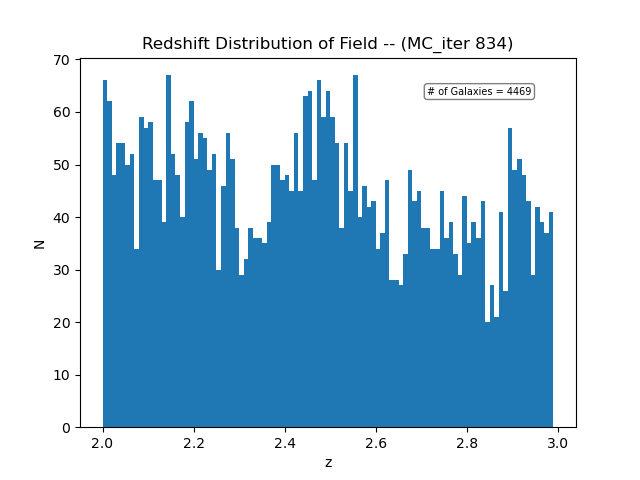 Redshift Distribution of Field -- (MC_iter 834)
# of Galaxies = 4469
N
70
60
50
40
30
20
10
0
2.0 2.2 2.4 2.6 2.8 3.0
z